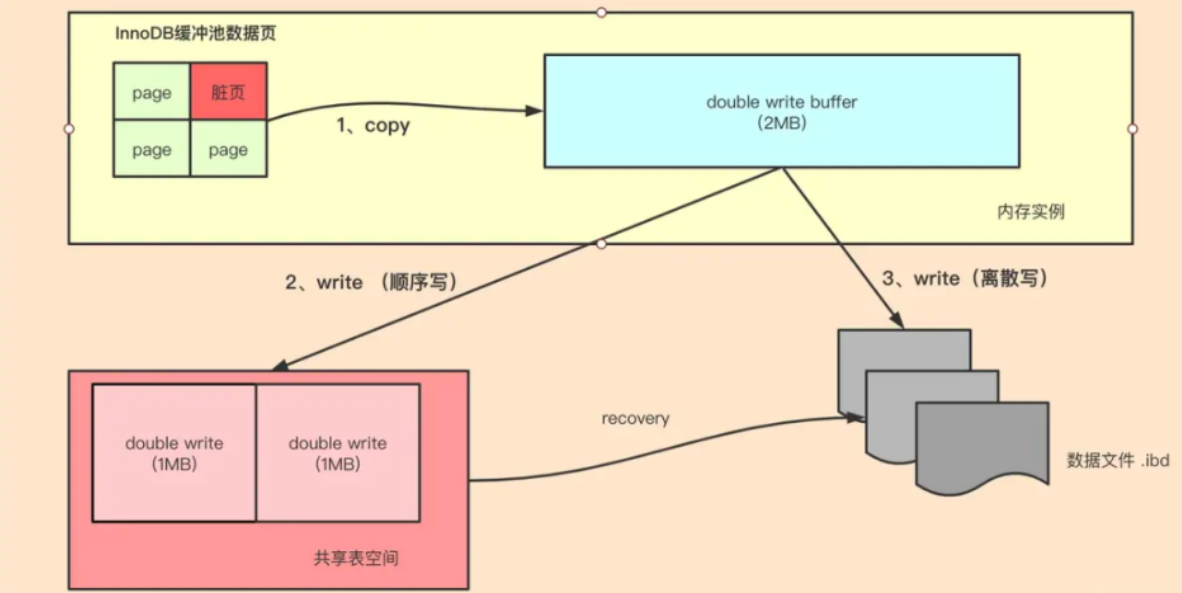 InnoDB缓冲池数据页
page
脏页
page
page
1、copy
double write buffer
(2MB)
内存实例
2、write （顺序写）
3、write（离散写）
double write
(1MB)
double write
(1MB)
共享表空间
recovery
数据文件 .ibd